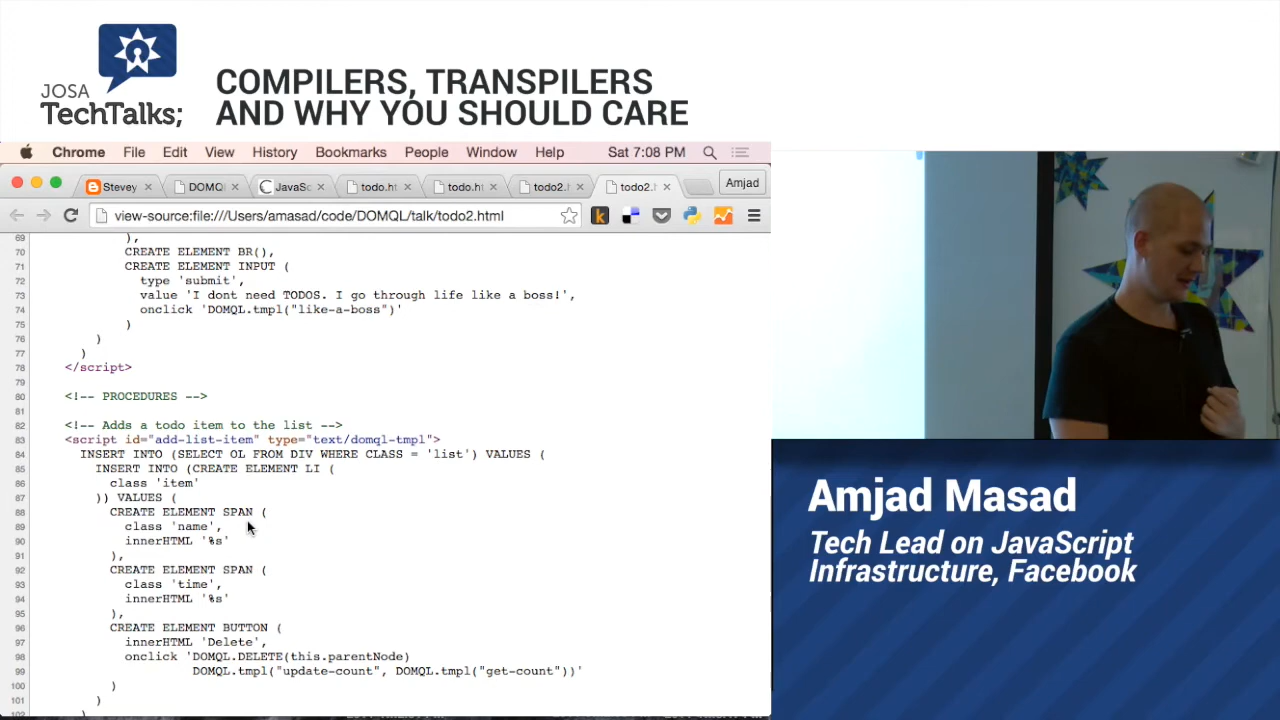 JOSA
TechTalks;
COMPILERS, TRANSPILERS
AND WHY YOU SHOULD CARE
Chrome File Edit View History Bookmarks People Window Help Sat 7:08 PM
Stevey DOMQL JavaSc todo.ht todo.ht todo2.l todo2.l Amjad
view-source:file:///Users/amasad/code/DOMQL/talk/todo2.html
69 ),
70 CREATE ELEMENT BR(),
71 CREATE ELEMENT INPUT (
72 type 'submit',
73 value 'I dont need TODOS. I go through life like a boss!',
74 onclick 'DOMQL.tmpl("like-a-boss")'
75 )
76 )
77 )
78 </script>
79
80 <!-- PROCEDURES -->
81
82 <!-- Adds a todo item to the list -->
83 <script id="add-list-item" type="text/domql-tmpl">
84 INSERT INTO (SELECT OL FROM DIV WHERE CLASS = 'list') VALUES (
85 INSERT INTO (CREATE ELEMENT LI (
86 class 'item'
87 )) VALUES (
88 CREATE ELEMENT SPAN (
89 class 'name',
90 innerHTML '%s'
91 ),
92 CREATE ELEMENT SPAN (
93 class 'time',
94 innerHTML '%s'
95 ),
96 CREATE ELEMENT BUTTON (
97 innerHTML 'Delete',
98 onclick 'DOMQL.DELETE(this.parentNode)
99 DOMQL.tmpl("update-count", DOMQL.tmpl("get-count"))'
100 )
101 )
102 )
Amjad Masad
Tech Lead on JavaScript
Infrastructure, Facebook